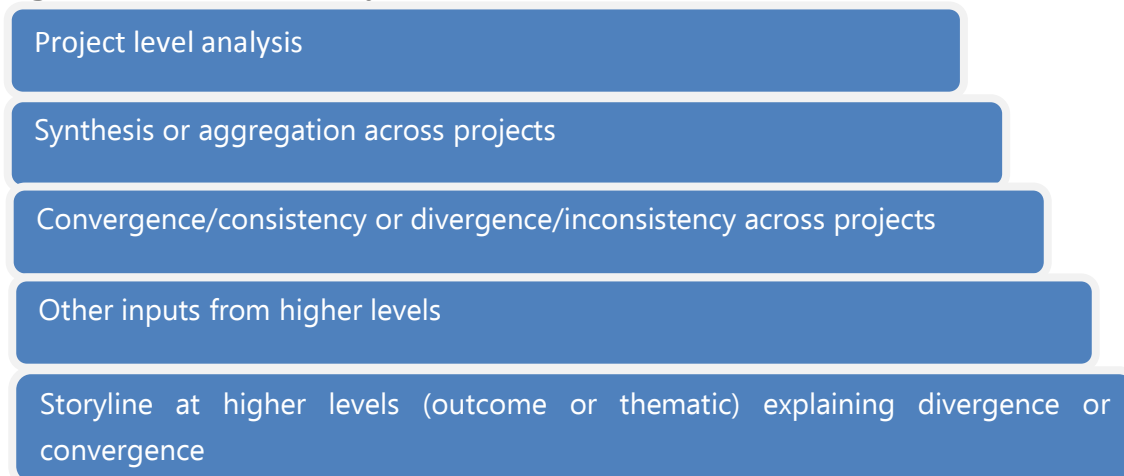 Project level analysis
Synthesis or aggregation across projects
Convergence/consistency or divergence/inconsistency across projects
Other inputs from higher levels
Storyline at higher levels (outcome or thematic) explaining divergence or
convergence